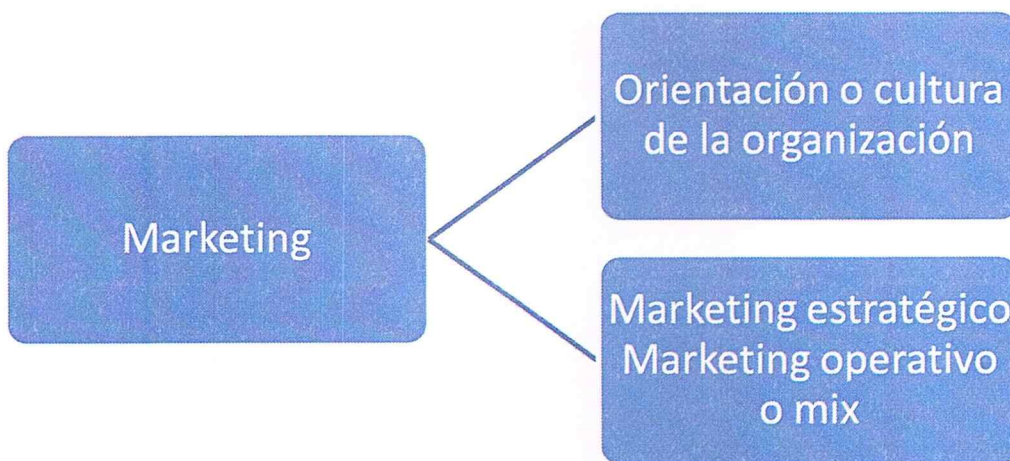 Marketing
Orientación o cultura
de la organización
Marketing estratégico
Marketing operativo
o mix